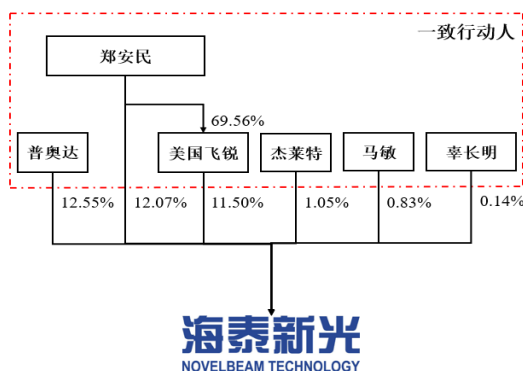 一致行动人
郑安民
69.56%
普奥达 美国飞锐 杰莱特 马敏 辜长明
12.55% 12.07% 11.50% 1.05% 0.83% 0.14%
海泰新光
NOVELBEAM TECHNOLOGY